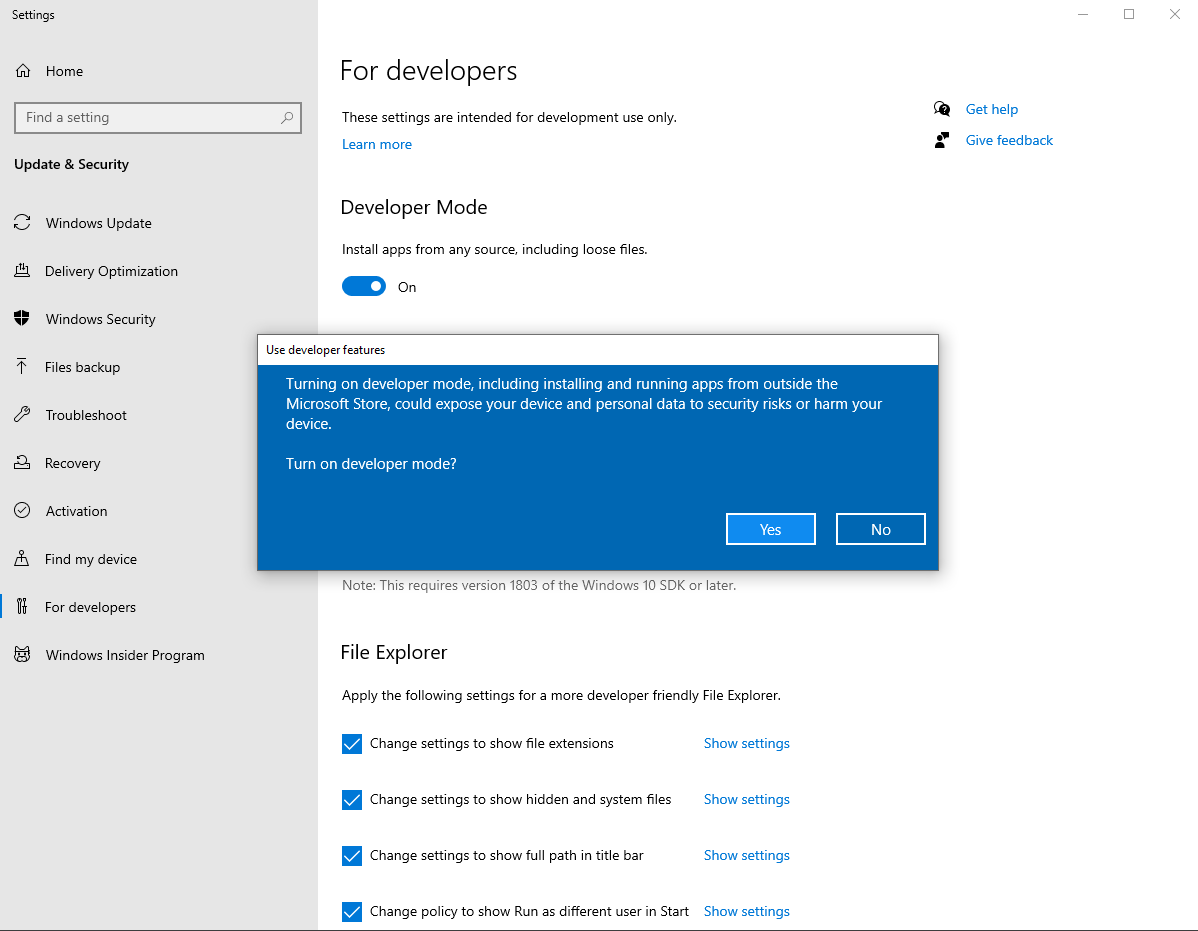 Settings
Home
Find a setting
Update & Security
Windows Update
Delivery Optimization
Windows Security
Files backup
Troubleshoot
Recovery
Activation
Find my device
For developers
Windows Insider Program
For developers
These settings are intended for development use only.
Learn more
Get help
Give feedback
Developer Mode
Install apps from any source, including loose files.
On
Use developer features
Turning on developer mode, including installing and running apps from outside the
Microsoft Store, could expose your device and personal data to security risks or harm your
device.
Turn on developer mode?
Yes No
Note: This requires version 1803 of the Windows 10 SDK or later.
File Explorer
Apply the following settings for a more developer friendly File Explorer.
Change settings to show file extensions Show settings
Change settings to show hidden and system files Show settings
Change settings to show full path in title bar Show settings
Change policy to show Run as different user in Start Show settings